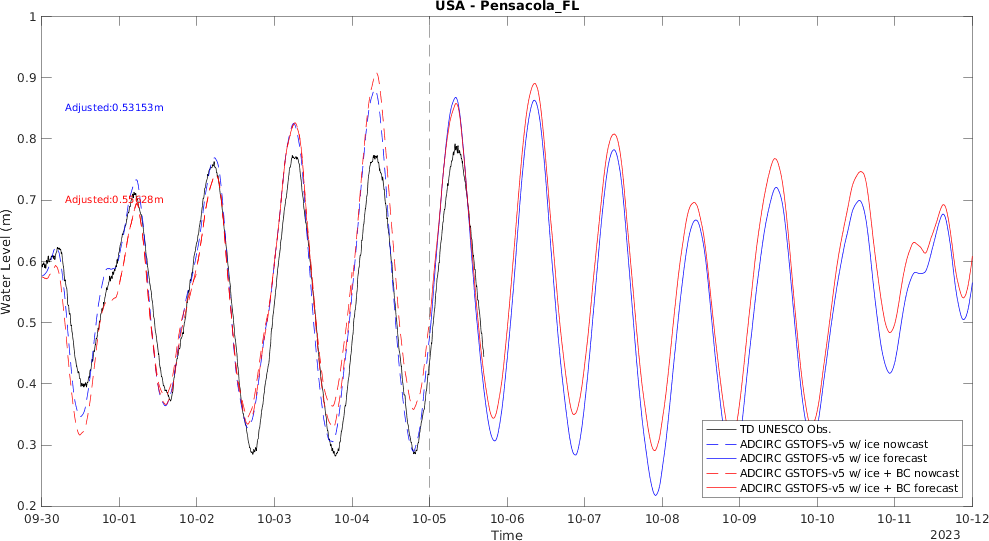 USA - Pensacola_FL
1
0.9
0.8
0.7
0.6
0.5
0.4
0.3
0.2
Water Level (m)
Adjusted:0.53153m
TD UNESCO Obs.
ADCIRC GSTOFS-v5 w/ ice nowcast
ADCIRC GSTOFS-v5 w/ ice forecast
ADCIRC GSTOFS-v5 w/ ice + BC nowcast
ADCIRC GSTOFS-v5 w/ ice + BC forecast
09-30 10-01 10-02 10-03 10-04 10-05 10-06 10-07 10-08 10-09 10-10 10-11 10-12
Time
2023